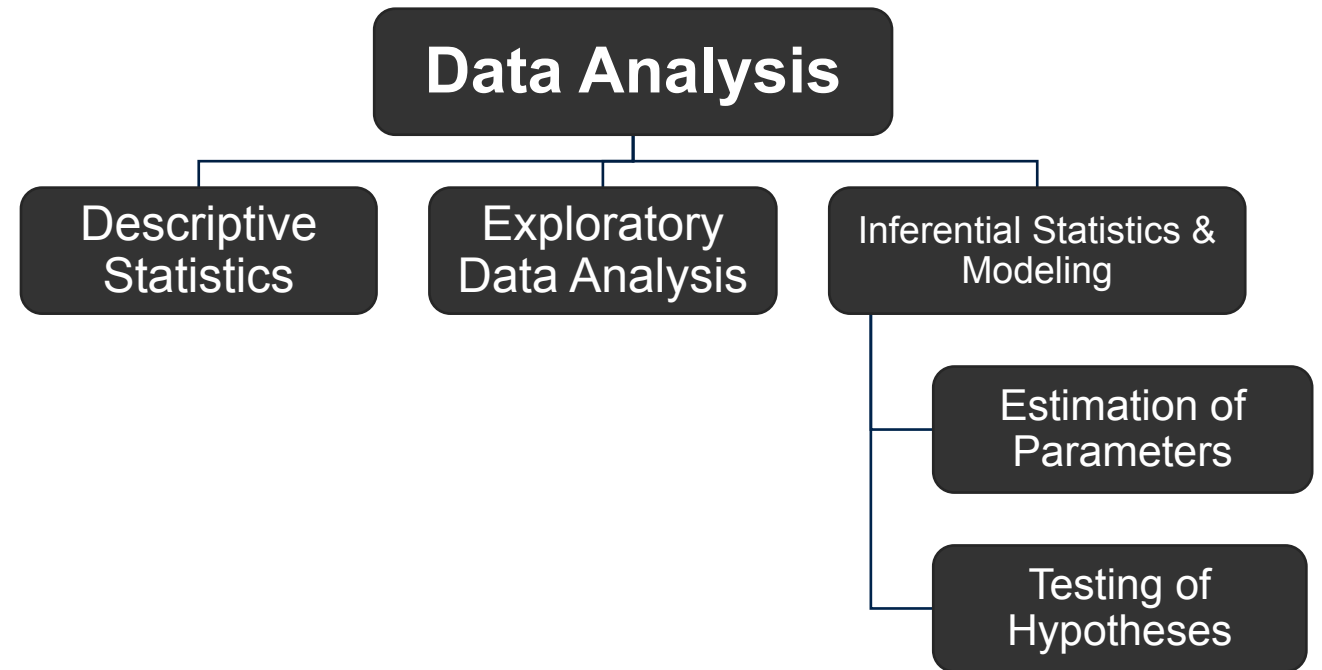 Data Analysis
Descriptive
Statistics
Exploratory
Data Analysis
Inferential Statistics &
Modeling
Estimation of
Parameters
Testing of
Hypotheses